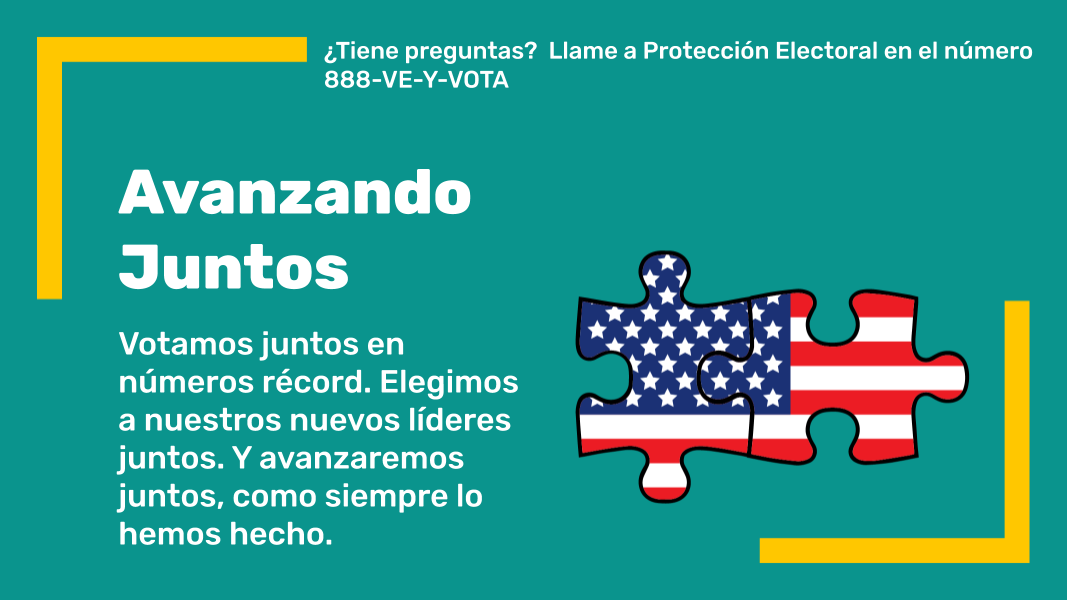 ¿Tiene preguntas? Llame a Protección Electoral en el número
888-VE-Y-VOTA
Avanzando
Juntos
Votamos juntos en
números récord. Elegimos
a nuestros nuevos líderes
juntos. Y avanzaremos
juntos, como siempre lo
hemos hecho.